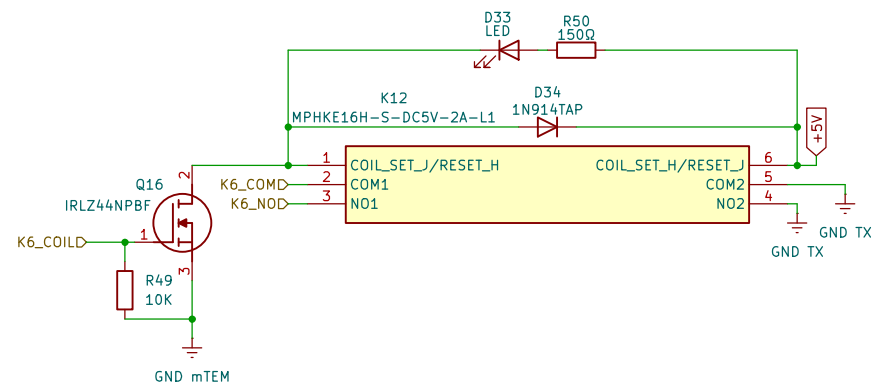 D33
LED
R50
150Ω
K12
MPHKE16H-S-DC5V-2A-L1
D34
1N914TAP
+5V
1
COIL_SET_J/RESET_H
COIL_SET_H/RESET_J
6
K6_COM
2
COM1
COM2
5
K6_NO
3
NO1
NO2
4
Q16
IRLZ44NPBF
2
K6_COIL
1
3
R49
10K
GND TX
GND TX
GND mTEM